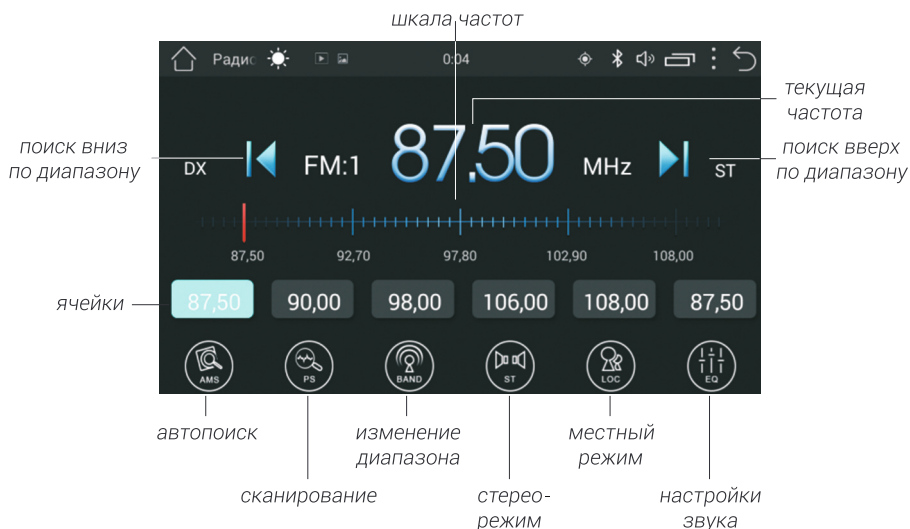 шкала частот
Радио 0:04
текущая
частота
поиск вниз
по диапазону
DX FM:1 87.50 MHz ST
поиск вверх
по диапазону
87,50 92,70 97,80 102,90 108,00
ячейки
87,50 90,00 98,00 106,00 108,00 87,50
AMS PS BAND ST LOC EQ
автопоиск
изменение
диапазона
местный
режим
сканирование
стерео-
режим
настройки
звука